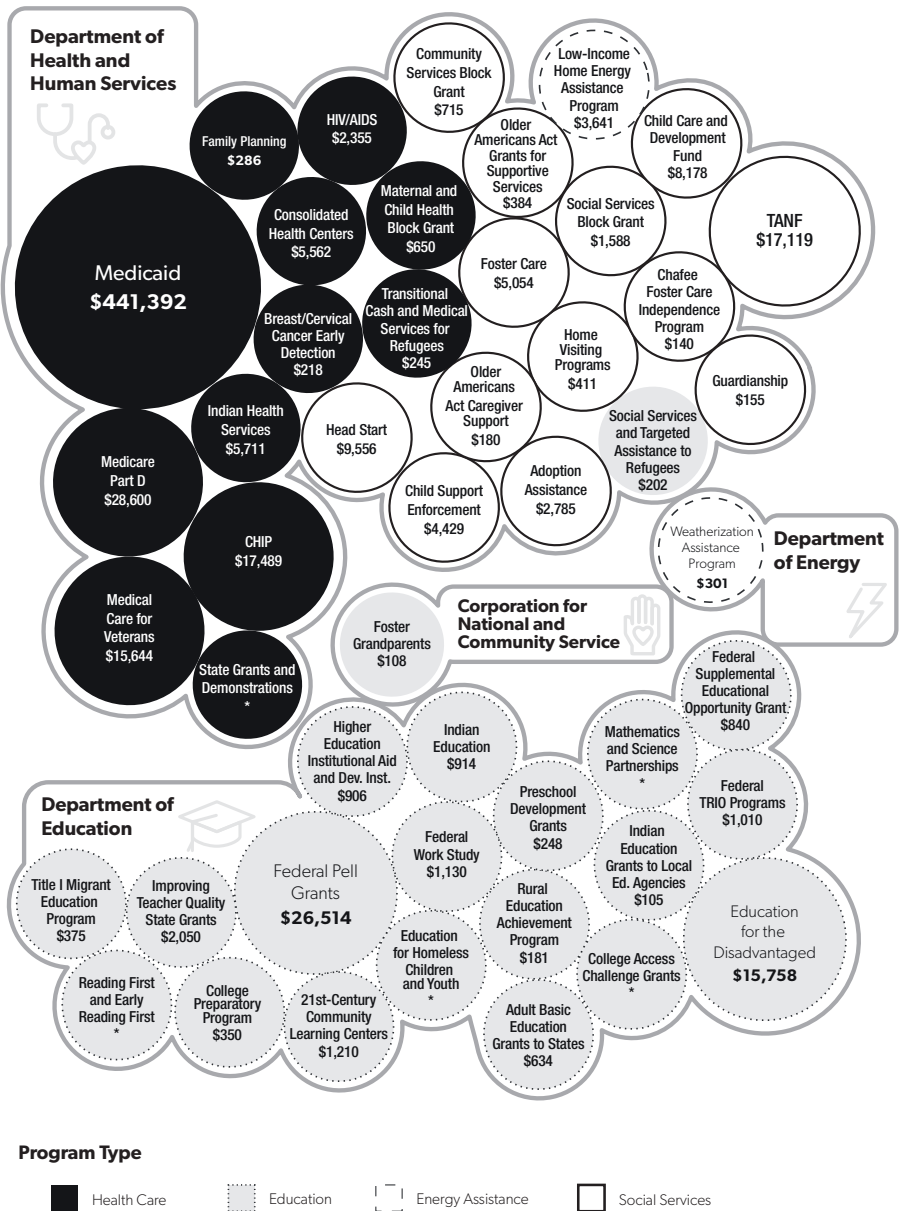 Department of
Health and
Human Services
Community
Services Block
Grant
$715
Low-Income
Home Energy
Assistance
Program
$3,641
Family Planning
$286
HIV/AIDS
$2,355
Older
Americans Act
Grants for
Supportive
Services
$384
Child Care and
Development
Fund
$8,178
Consolidated
Health Centers
$5,562
Maternal and
Child Health
Block Grant
$650
Social Services
Block Grant
$1,588
TANF
$17,119
Medicaid
$441,392
Foster Care
$5,054
Chafee
Foster Care
Independence
Program
$140
Breast/Cervical
Cancer Early
Detection
$218
Transitional
Cash and Medical
Services for
Refugees
$245
Home
Visiting
Programs
$411
Older
Americans
Act Caregiver
Support
$180
Guardianship
$155
Indian Health
Services
$5,711
Head Start
$9,556
Social Services
and Targeted
Assistance to
Refugees
$202
Medicare
Part D
$28,600
Child Support
Enforcement
$4,429
Adoption
Assistance
$2,785
CHIP
$17,489
Weatherization
Assistance
Program
$301
Department
of Energy
Medical
Care for
Veterans
$15,644
State Grants and
Demonstrations
*
Foster
Grandparents
$108
Corporation for
National and
Community Service
Federal
Supplemental
Educational
Opportunity Grant
$840
Higher
Education
Institutional Aid
and Dev. Inst.
$906
Indian
Education
$914
Mathematics
and Science
Partnerships
*
Department of
Education
Preschool
Development
Grants
$248
Federal
TRIO Programs
$1,010
Federal Pell
Grants
$26,514
Federal
Work Study
$1,130
Indian
Education
Grants to Local
Ed. Agencies
$105
Title I Migrant
Education
Program
$375
Improving
Teacher Quality
State Grants
$2,050
Rural
Education
Achievement
Program
$181
Education
for the
Disadvantaged
$15,758
Education
for Homeless
Children
and Youth
*
College Access
Challenge Grants
*
Reading First
and Early
Reading First
*
College
Preparatory
Program
$350
21st-Century
Community
Learning Centers
$1,210
Adult Basic
Education
Grants to States
$634
Program Type
Health Care
Education
Energy Assistance
Social Services